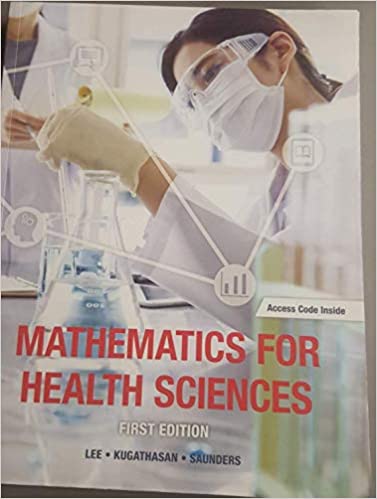 Access Code Inside
MATHEMATICS FOR
HEALTH SCIENCES
FIRST EDITION
LEE • KUGATHASAN • SAUNDERS